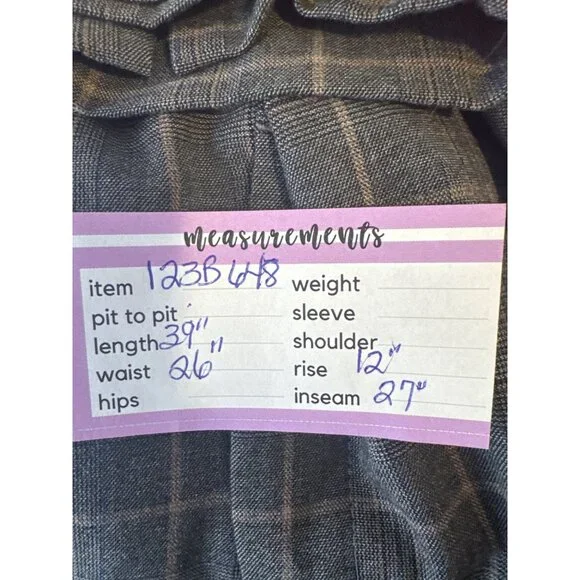 measurements
item 123B648
pit to pit
length 39"
waist 26"
hips
weight
sleeve
shoulder
rise 12"
inseam 27"